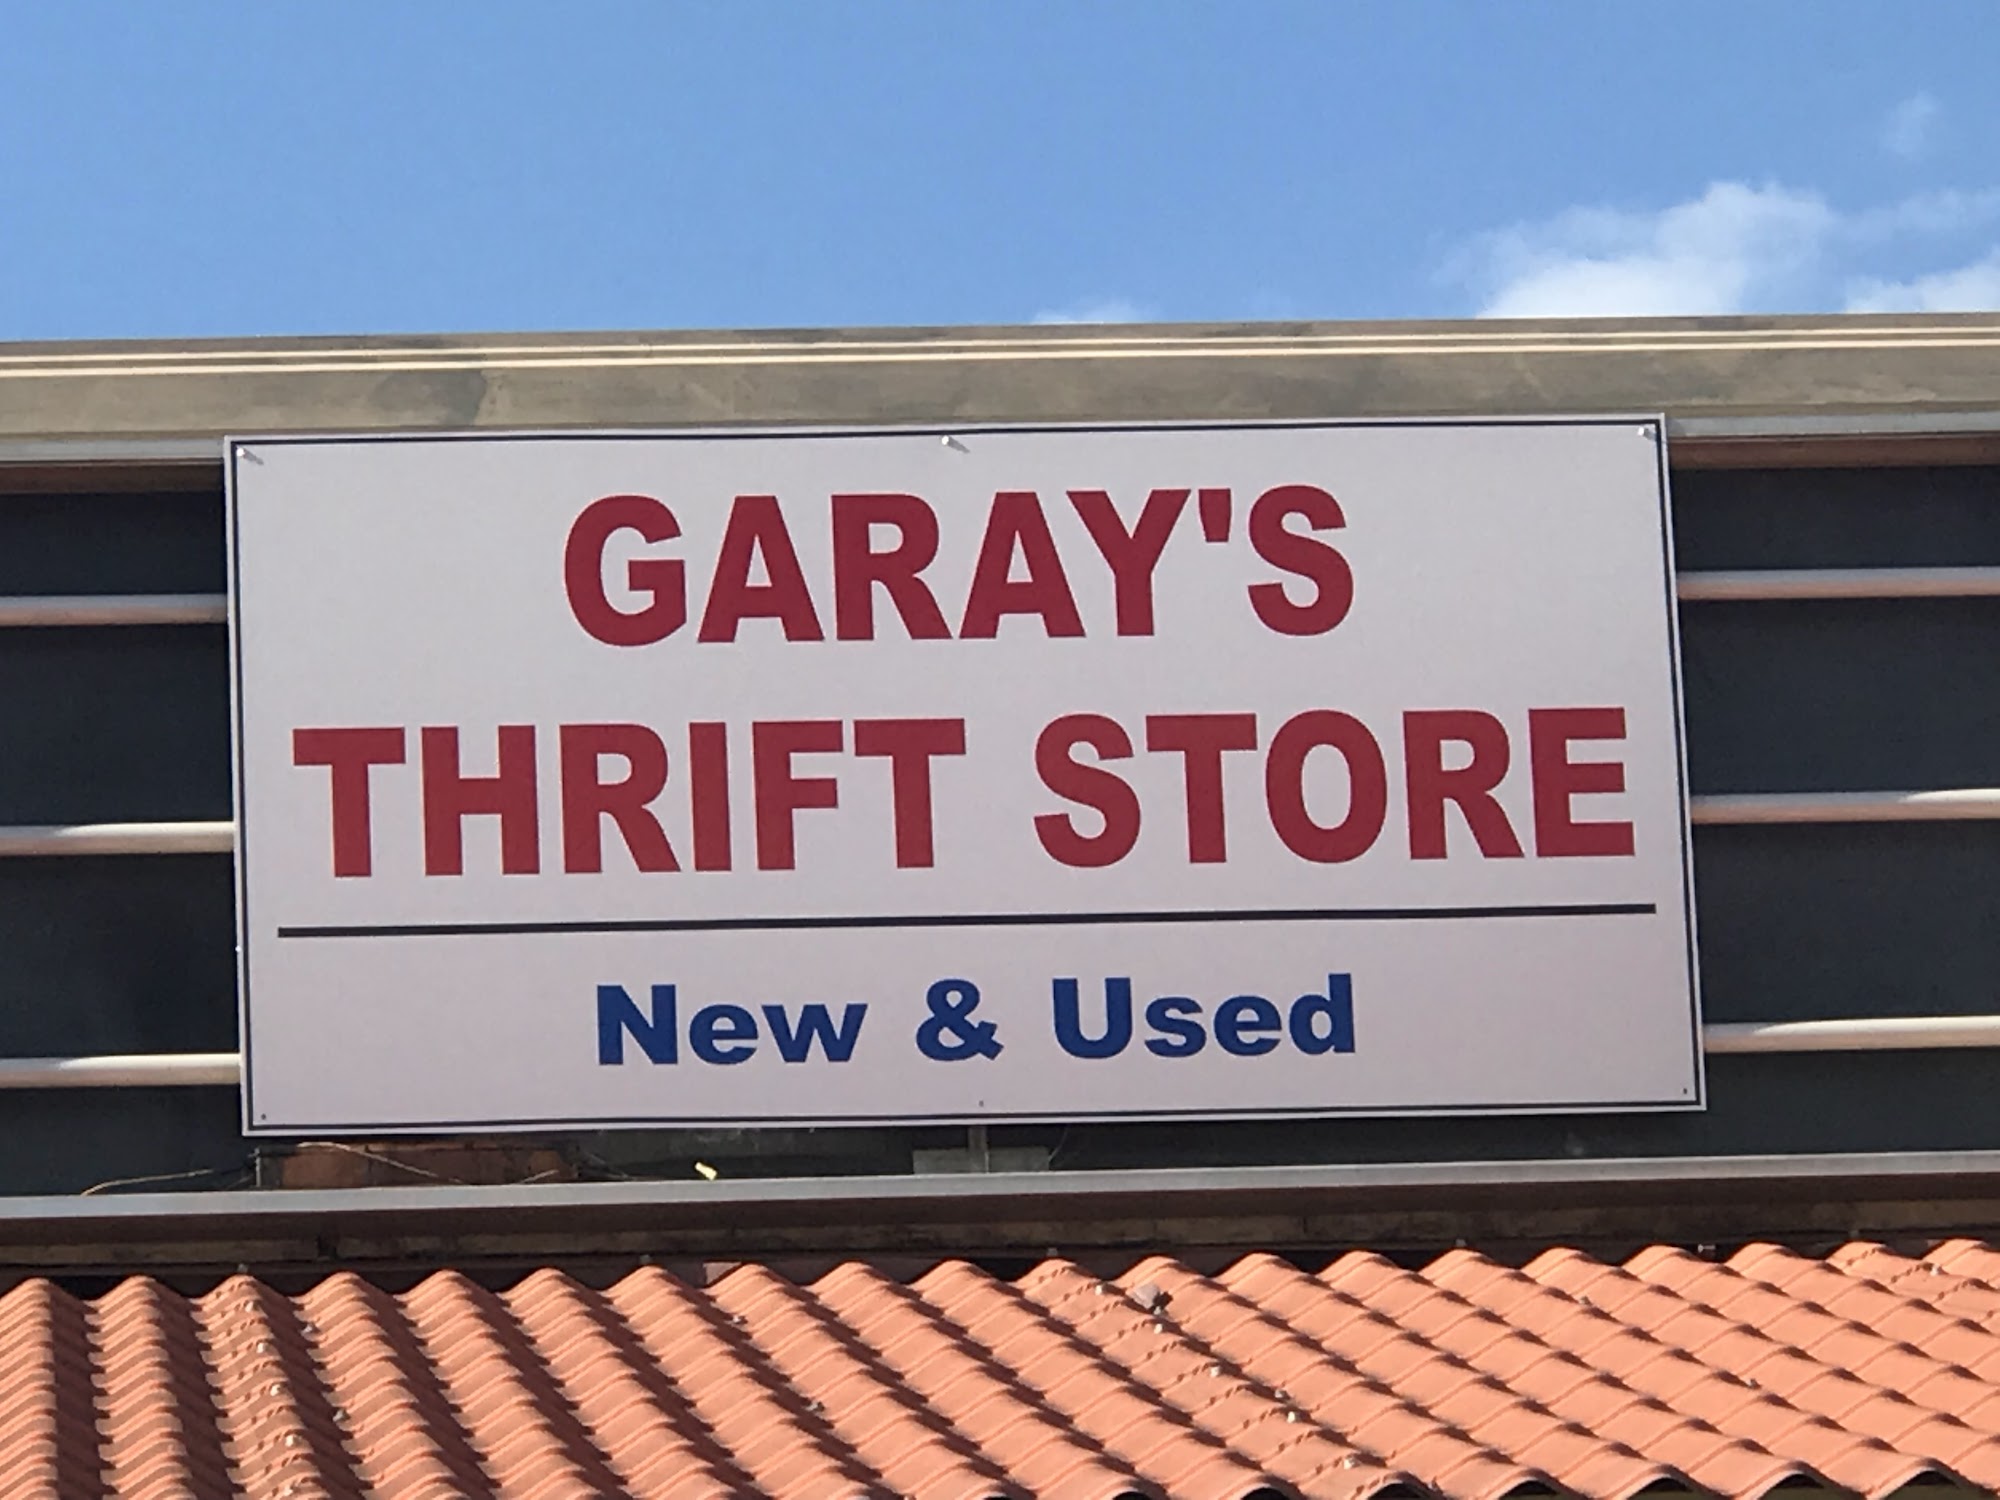 GARAY'S
THRIFT STORE
New & Used